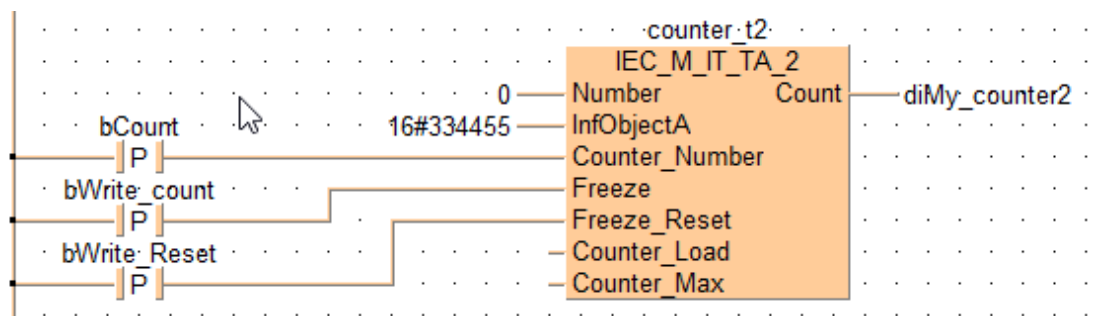 counter_t2
IEC_M_IT_TA_2
0 Number Count diMy_counter2
bCount 16#334455 InfObjectA
P Counter_Number
bWrite_count Freeze
P Freeze_Reset
bWrite_Reset Counter_Load
P Counter_Max